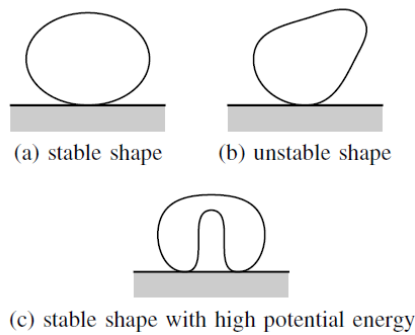 (a) stable shape
(b) unstable shape
(c) stable shape with high potential energy